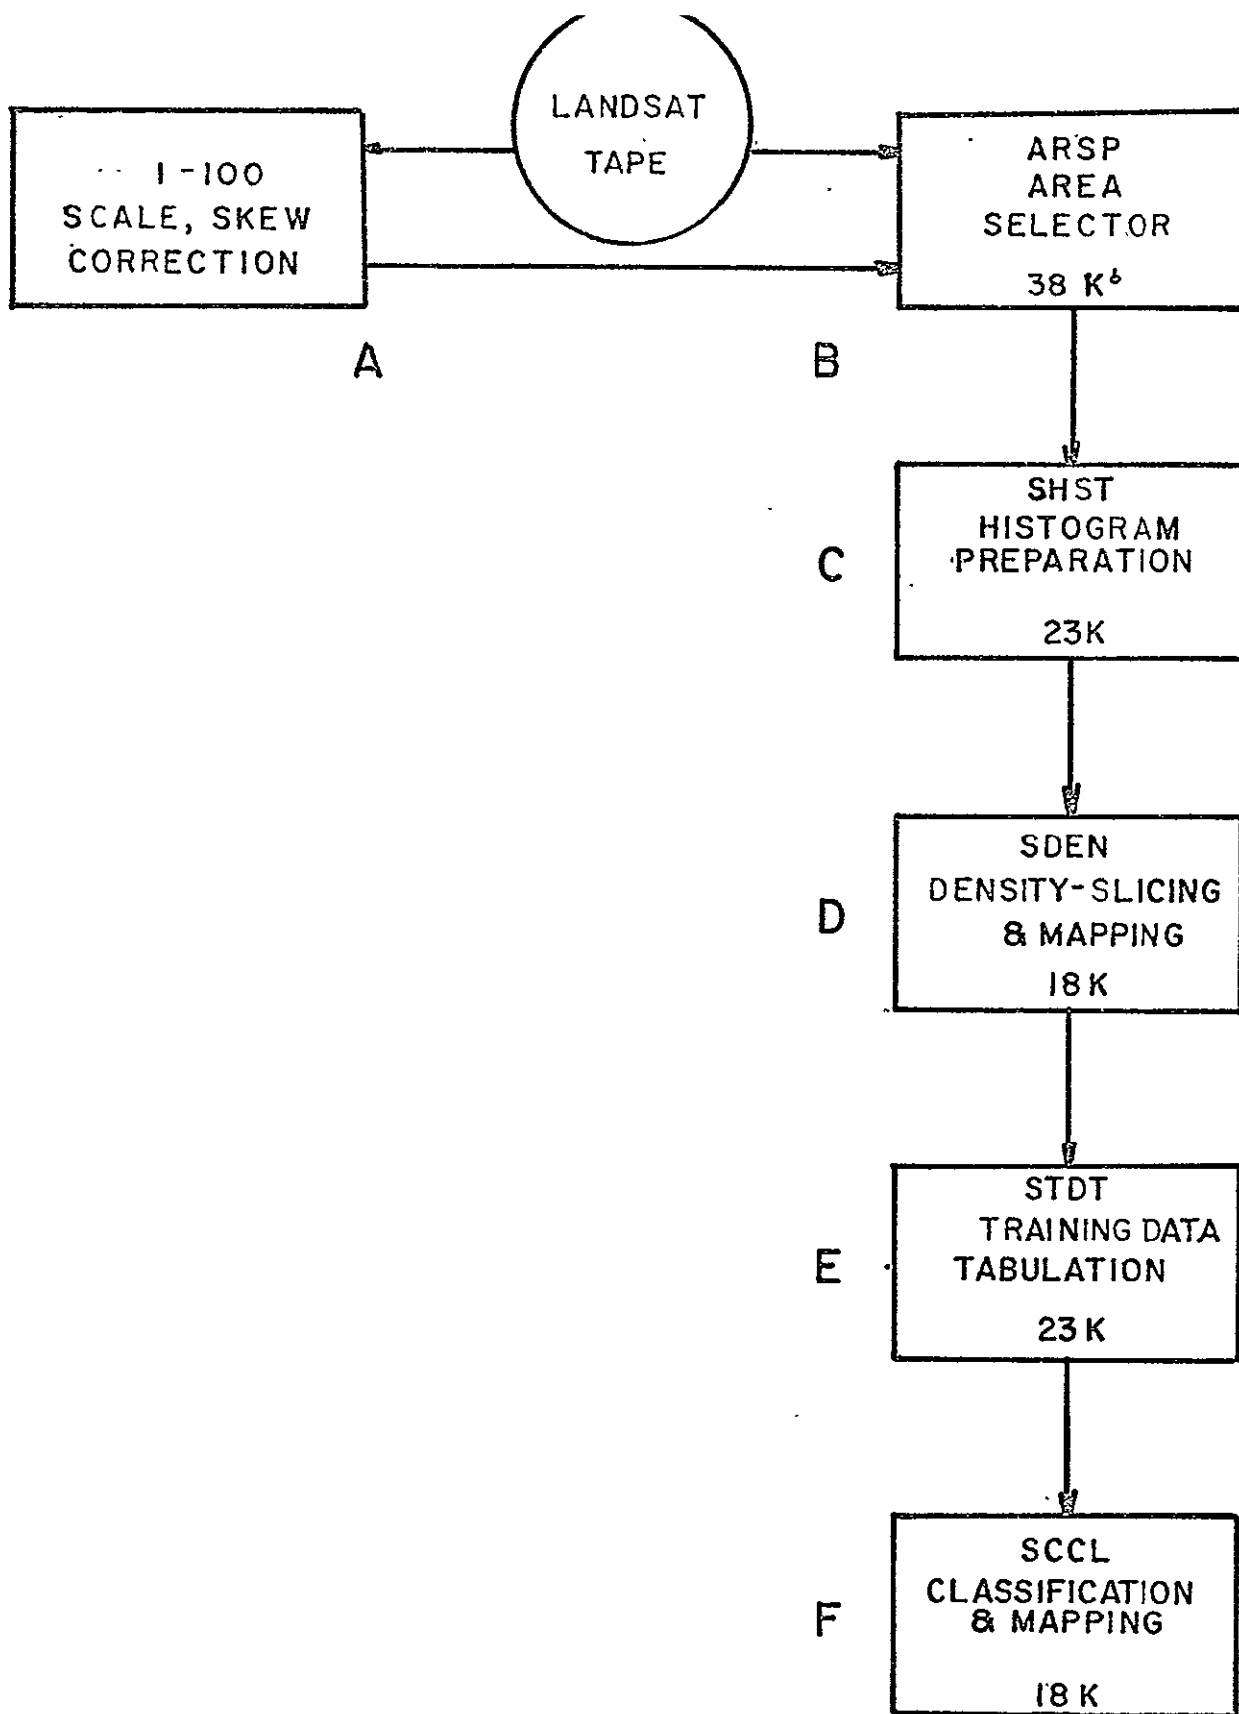 LANDSAT
TAPE
1-100
SCALE, SKEW
CORRECTION
ARSP
AREA
SELECTOR
38 K
A
B
SHST
HISTOGRAM
PREPARATION
23K
C
SDEN
DENSITY-SLICING
& MAPPING
18K
D
STDT
TRAINING DATA
TABULATION
23K
E
SCCL
CLASSIFICATION
& MAPPING
18K
F